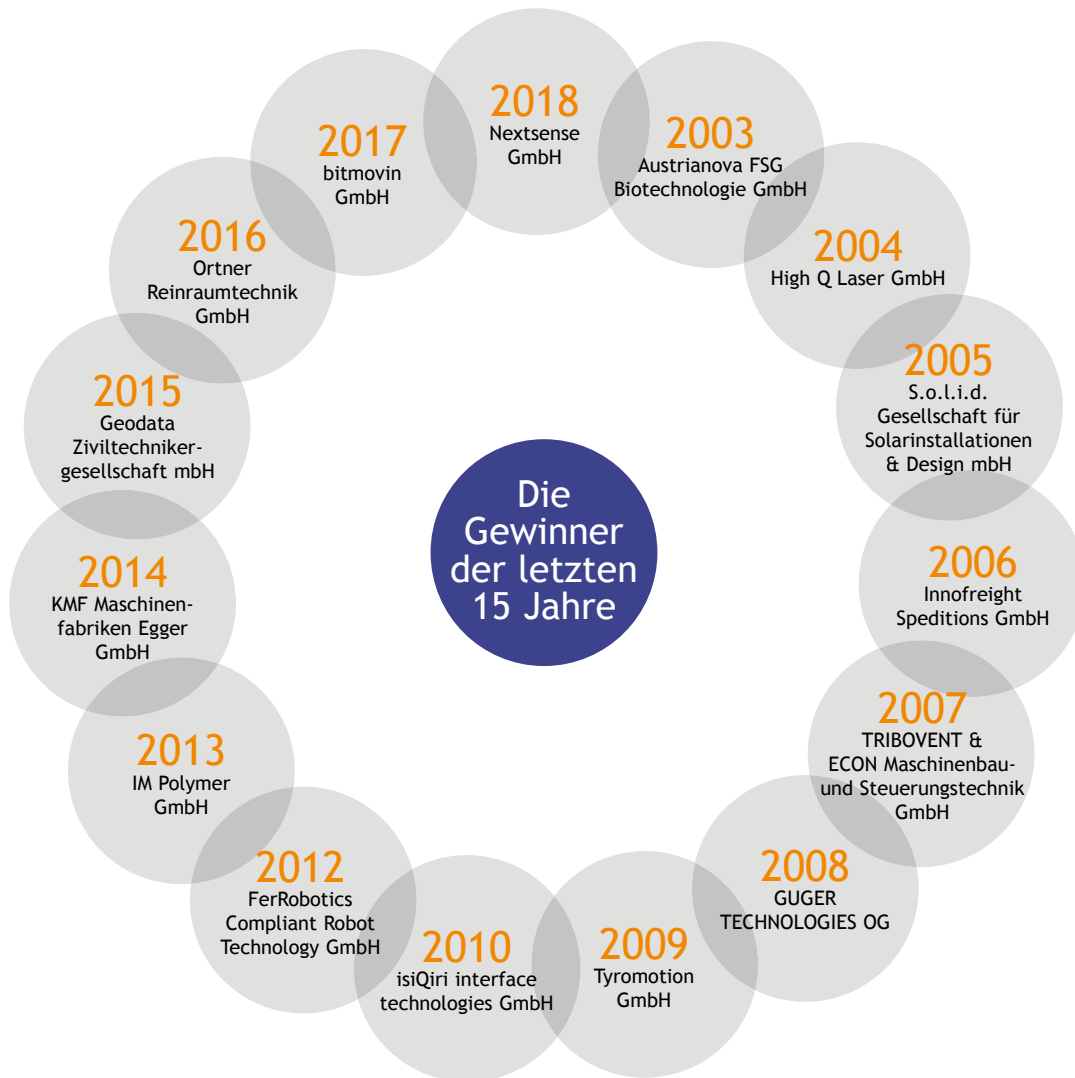 2018
Nextsense
GmbH
2003
Austrianova FSG
Biotechnologie GmbH
2004
High Q Laser GmbH
2005
S.o.l.i.d.
Gesellschaft für
Solarinstallationen
& Design mbH
2006
Innofreight
Speditions GmbH
2007
TRIBOVENT &
ECON Maschinenbau-
und Steuerungstechnik
GmbH
2008
GUGER
TECHNOLOGIES OG
2009
Tyromotion
GmbH
2010
isiQiri interface
technologies GmbH
2012
FerRobotics
Compliant Robot
Technology GmbH
2013
IM Polymer
GmbH
2014
KMF Maschinen-
fabriken Egger
GmbH
2015
Geodata
Ziviltechniker-
gesellschaft mbH
2016
Ortner
Reinraumtechnik
GmbH
2017
bitmovin
GmbH
Die
Gewinner
der letzten
15 Jahre